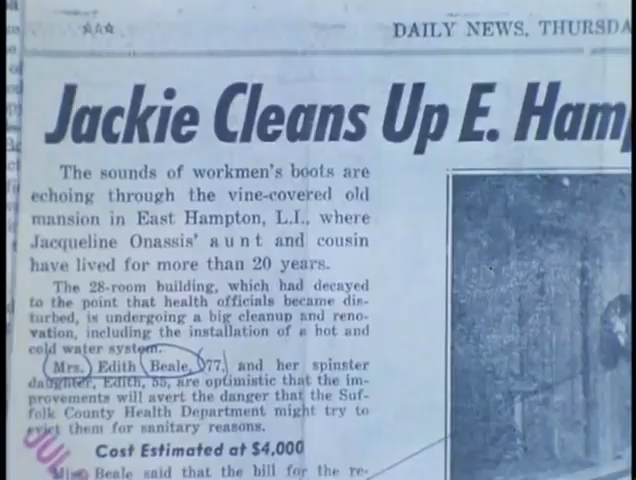 ☆☆☆
DAILY NEWS, THURSDA
Jackie Cleans Up E. Ham
The sounds of workmen's boots are
echoing through the vine-covered old
mansion in East Hampton, L.I., where
Jacqueline Onassis' aunt and cousin
have lived for more than 20 years.
The 28-room building, which had decayed
to the point that health officials became dis-
turbed, is undergoing a big cleanup and reno-
vation, including the installation of a hot and
cold water system.
Mrs. Edith Beale, 77, and her spinster
daughter, Edith, 55, are optimistic that the im-
provements will avert the danger that the Suf-
folk County Health Department might try to
evict them for sanitary reasons.
JUL
Cost Estimated at $4,000
Miss Beale said that the bill for the re-